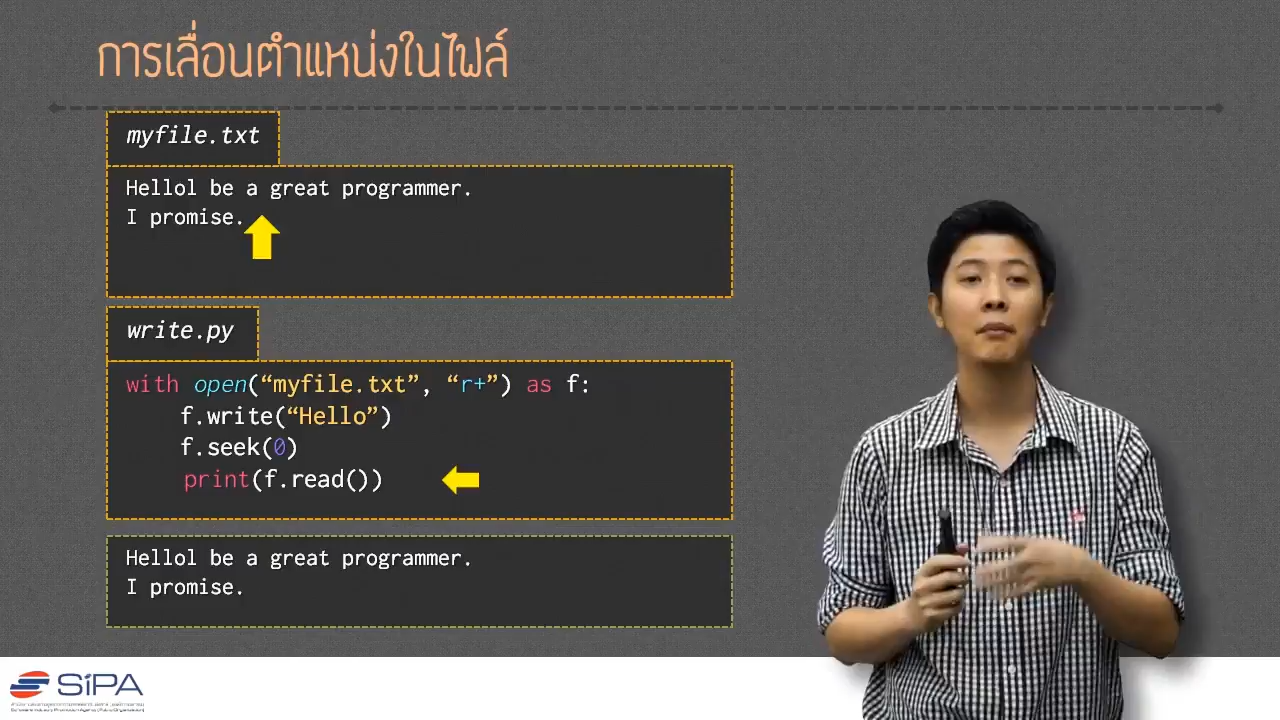 การเลื่อนตำแหน่งในไฟล์
myfile.txt
Hellol be a great programmer.
I promise.
write.py
with open(“myfile.txt”, “r+”) as f:
f.write(“Hello”)
f.seek(0)
print(f.read())
Hellol be a great programmer.
I promise.
SiPA